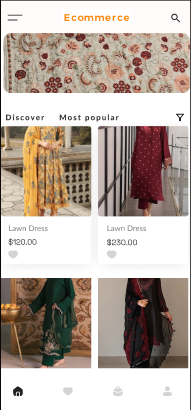 Ecommerce
Discover Most popular
Lawn Dress Lawn Dress
$120.00 $230.00